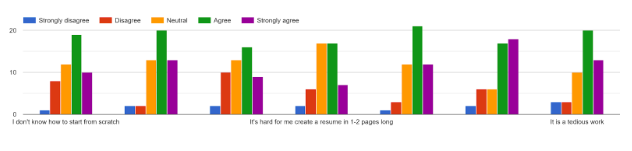 Strongly disagree Disagree Neutral Agree Strongly agree
20
10
0
I don't know how to start from scratch It's hard for me create a resume in 1-2 pages long It is a tedious work